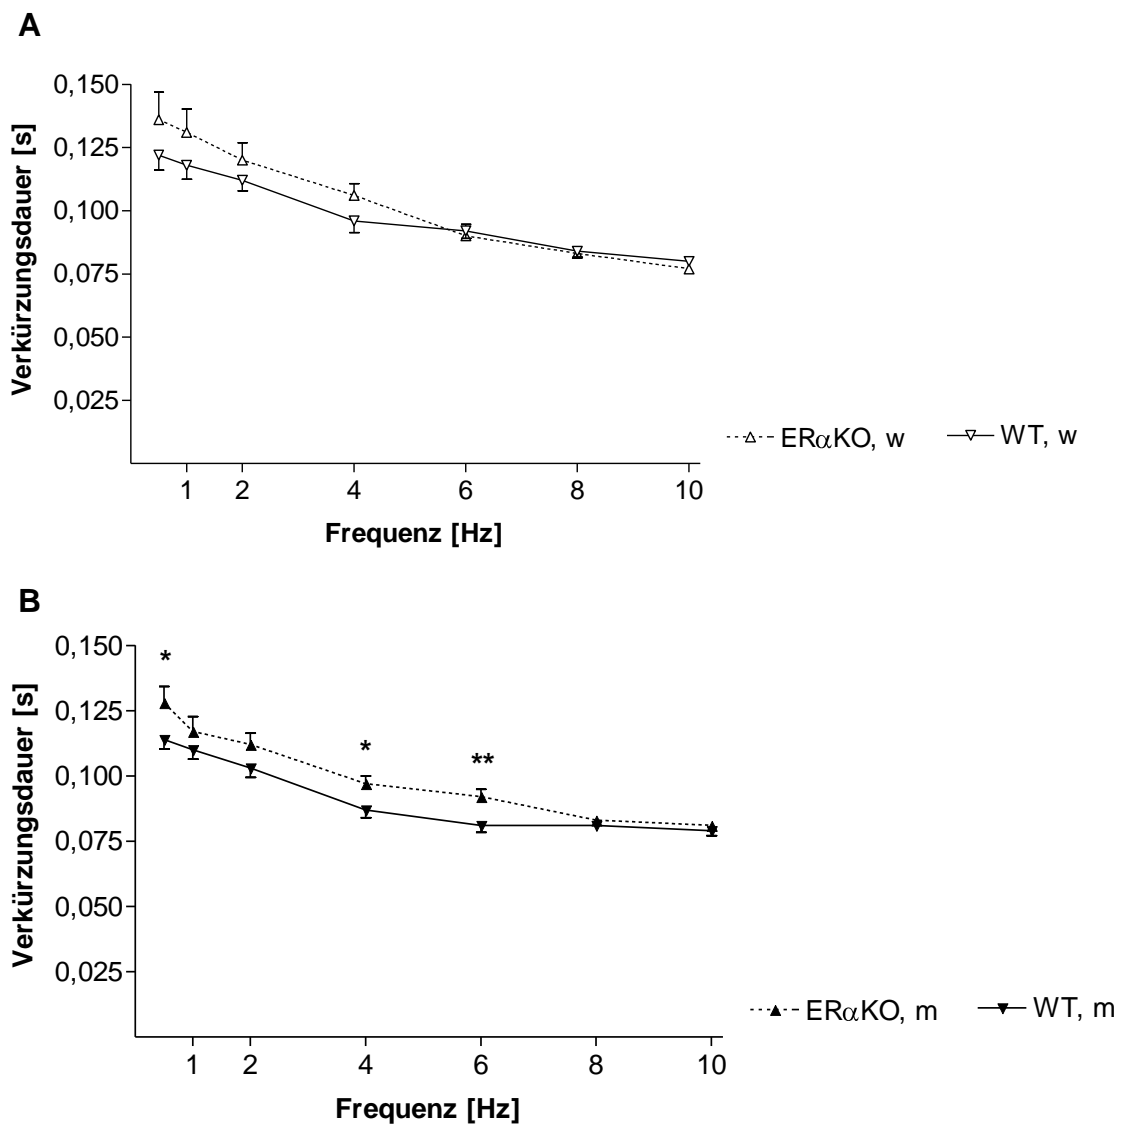 A
0,150
0,125
0,100
0,075
0,050
0,025
Verkürzungsdauer [s]
1 2 4 6 8 10
Frequenz [Hz]
ERαKO, w WT, w
B
0,150
0,125
0,100
0,075
0,050
0,025
Verkürzungsdauer [s]
* * **
1 2 4 6 8 10
Frequenz [Hz]
ERαKO, m WT, m